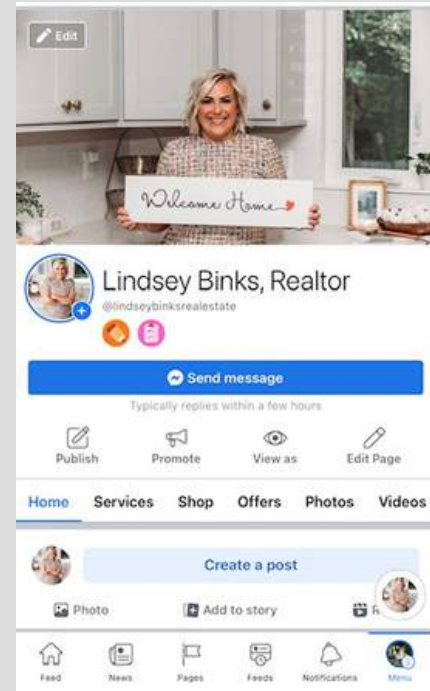 Edit
Welcome Home
Lindsey Binks, Realtor
@lindseybinksrealestate
Send message
Typically replies within a few hours
Publish Promote View as Edit Page
Home Services Shop Offers Photos Videos
Create a post
Photo Add to story
Feed News Pages Feeds Notifications Menu